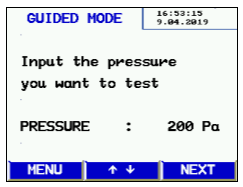 GUIDED MODE
16:53:15
9.04.2019
Input the pressure
you want to test
PRESSURE : 200 Pa
MENU ↑ ↓ NEXT